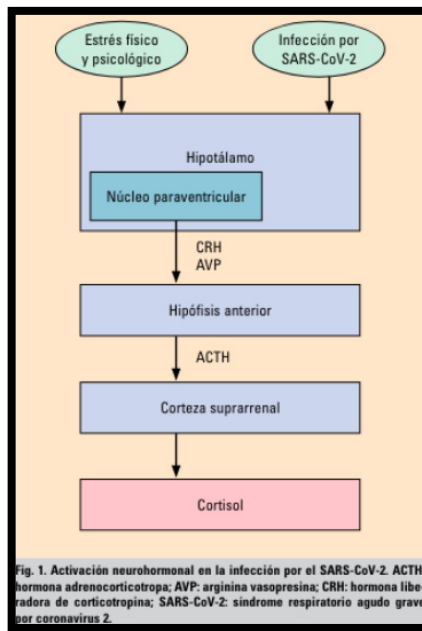 Estrés físico
y psicológico
Infección por
SARS-CoV-2
Hipotálamo
Núcleo paraventricular
CRH
AVP
Hipófisis anterior
ACTH
Corteza suprarrenal
Cortisol
Fig. 1. Activación neurohormonal en la infección por el SARS-CoV-2. ACTH:
hormona adrenocorticotropa; AVP: arginina vasopresina; CRH: hormona libe-
radora de corticotropina; SARS-CoV-2: síndrome respiratorio agudo grave
por coronavirus 2.